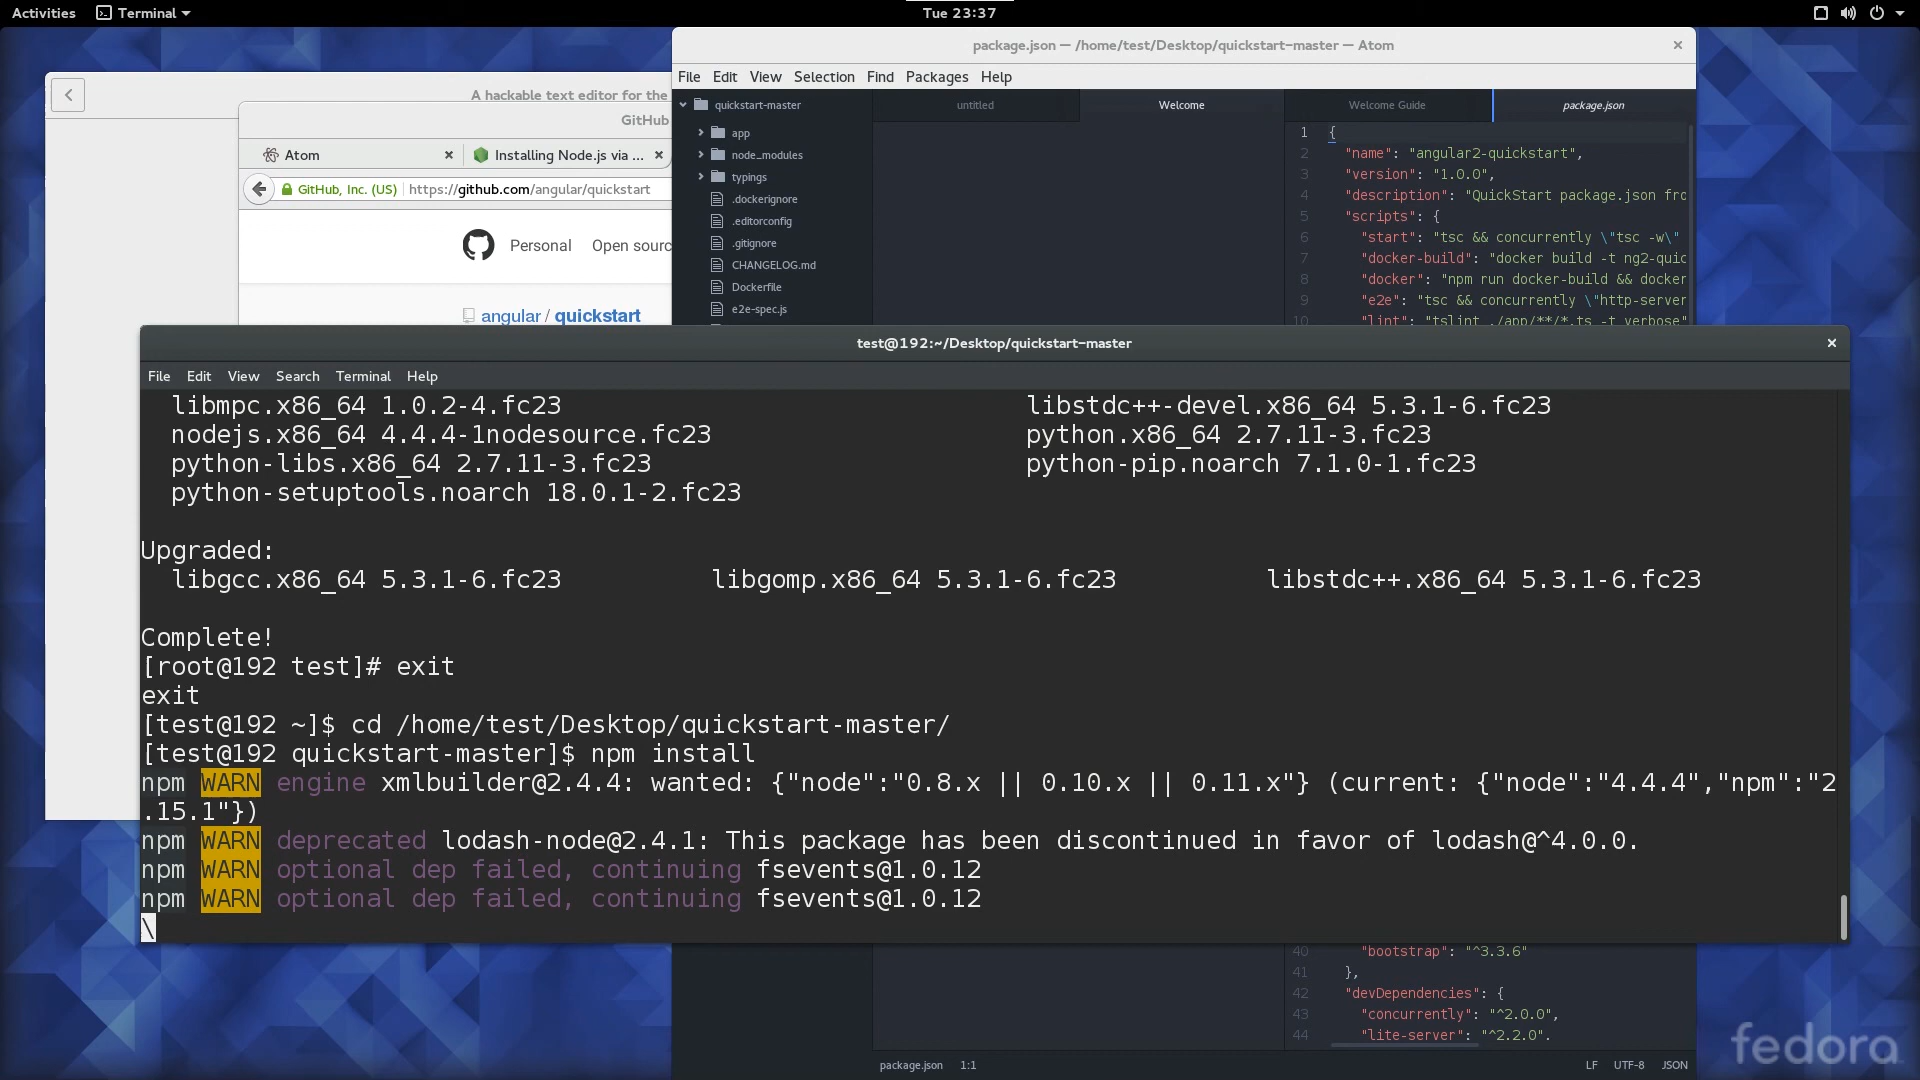 Activities Terminal Tue 23:37
package.json — /home/test/Desktop/quickstart-master — Atom
File Edit View Selection Find Packages Help
A hackable text editor for the
GitHub
Atom Installing Node.js via ...
GitHub, Inc. (US) https://github.com/angular/quickstart
Personal Open sourc
angular / quickstart
quickstart-master
app
node_modules
typings
.dockerignore
.editorconfig
.gitignore
CHANGELOG.md
Dockerfile
e2e-spec.js
untitled Welcome Welcome Guide package.json
1 {
2 "name": "angular2-quickstart",
3 "version": "1.0.0",
4 "description": "QuickStart package.json fro
5 "scripts": {
6 "start": "tsc && concurrently \"tsc -w\"
7 "docker-build": "docker build -t ng2-quic
8 "docker": "npm run docker-build && docker
9 "e2e": "tsc && concurrently \"http-server
10 "lint": "tslint ./app/**/*.ts -t verbose"
test@192:~/Desktop/quickstart-master
File Edit View Search Terminal Help
libmpc.x86_64 1.0.2-4.fc23 libstdc++-devel.x86_64 5.3.1-6.fc23
nodejs.x86_64 4.4.4-1nodesource.fc23 python.x86_64 2.7.11-3.fc23
python-libs.x86_64 2.7.11-3.fc23 python-pip.noarch 7.1.0-1.fc23
python-setuptools.noarch 18.0.1-2.fc23
Upgraded:
libgcc.x86_64 5.3.1-6.fc23 libgomp.x86_64 5.3.1-6.fc23 libstdc++.x86_64 5.3.1-6.fc23
Complete!
[root@192 test]# exit
exit
[test@192 ~]$ cd /home/test/Desktop/quickstart-master/
[test@192 quickstart-master]$ npm install
npm WARN engine xmlbuilder@2.4.4: wanted: {"node":"0.8.x || 0.10.x || 0.11.x"} (current: {"node":"4.4.4","npm":"2
.15.1"})
npm WARN deprecated lodash-node@2.4.1: This package has been discontinued in favor of lodash@^4.0.0.
npm WARN optional dep failed, continuing fsevents@1.0.12
npm WARN optional dep failed, continuing fsevents@1.0.12
\
40 "bootstrap": "^3.3.6"
41 },
42 "devDependencies": {
43 "concurrently": "^2.0.0",
44 "lite-server": "^2.2.0".
package.json 1:1 LF UTF-8 JSON
fedora